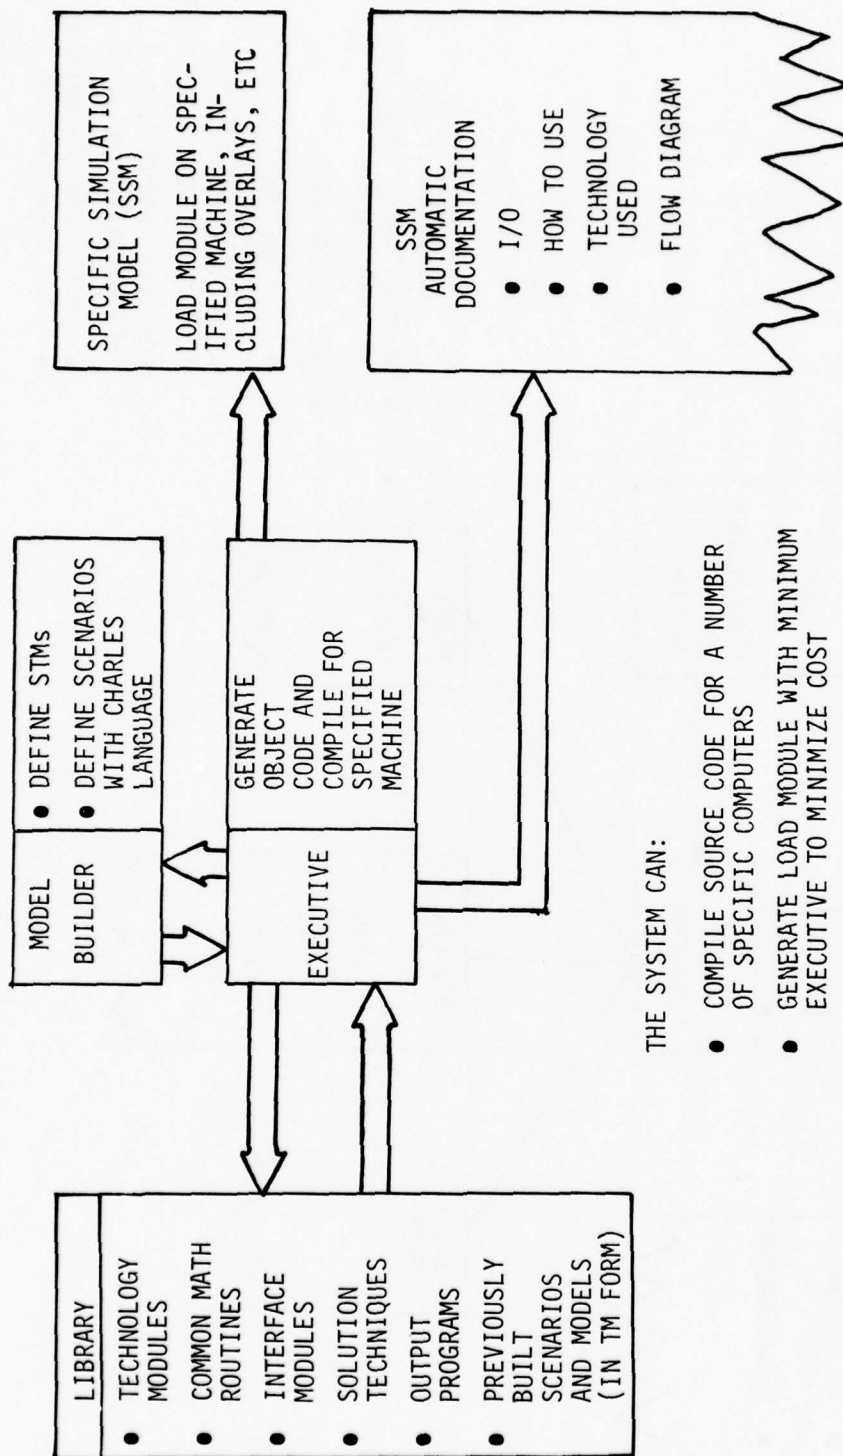 LIBRARY
● TECHNOLOGY
MODULES
● COMMON MATH
ROUTINES
● INTERFACE
MODULES
● SOLUTION
TECHNIQUES
● OUTPUT
PROGRAMS
● PREVIOUSLY
BUILT
SCENARIOS
AND MODELS
(IN TM FORM)
MODEL
BUILDER
● DEFINE STMs
● DEFINE SCENARIOS
WITH CHARLES
LANGUAGE
EXECUTIVE
GENERATE
OBJECT
CODE AND
COMPILE FOR
SPECIFIED
MACHINE
SPECIFIC SIMULATION
MODEL (SSM)
LOAD MODULE ON SPEC-
IFIED MACHINE, IN-
CLUDING OVERLAYS, ETC
SSM
AUTOMATIC
DOCUMENTATION
● I/O
● HOW TO USE
● TECHNOLOGY
USED
● FLOW DIAGRAM
THE SYSTEM CAN:
● COMPILE SOURCE CODE FOR A NUMBER
OF SPECIFIC COMPUTERS
● GENERATE LOAD MODULE WITH MINIMUM
EXECUTIVE TO MINIMIZE COST